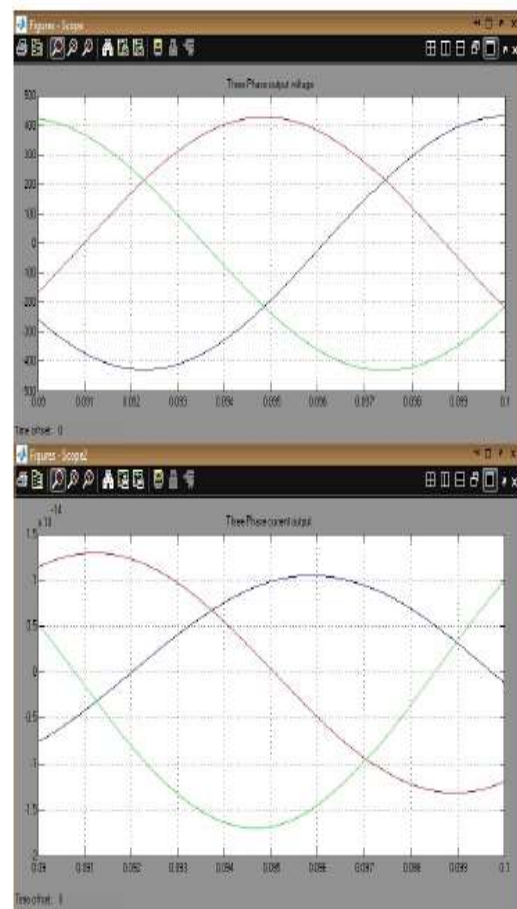 Figures - Scope
Three Phase output voltage
500
400
300
200
100
0
-100
-200
-300
-400
-500
0.09 0.091 0.092 0.093 0.094 0.095 0.096 0.097 0.098 0.099 0.1
Time offset: 0
Figures - Scope2
x 10 -14
Three Phase current output
1.5
1
0.5
0
-0.5
-1
-1.5
-2
0.09 0.091 0.092 0.093 0.094 0.095 0.096 0.097 0.098 0.099 0.1
Time offset: 0